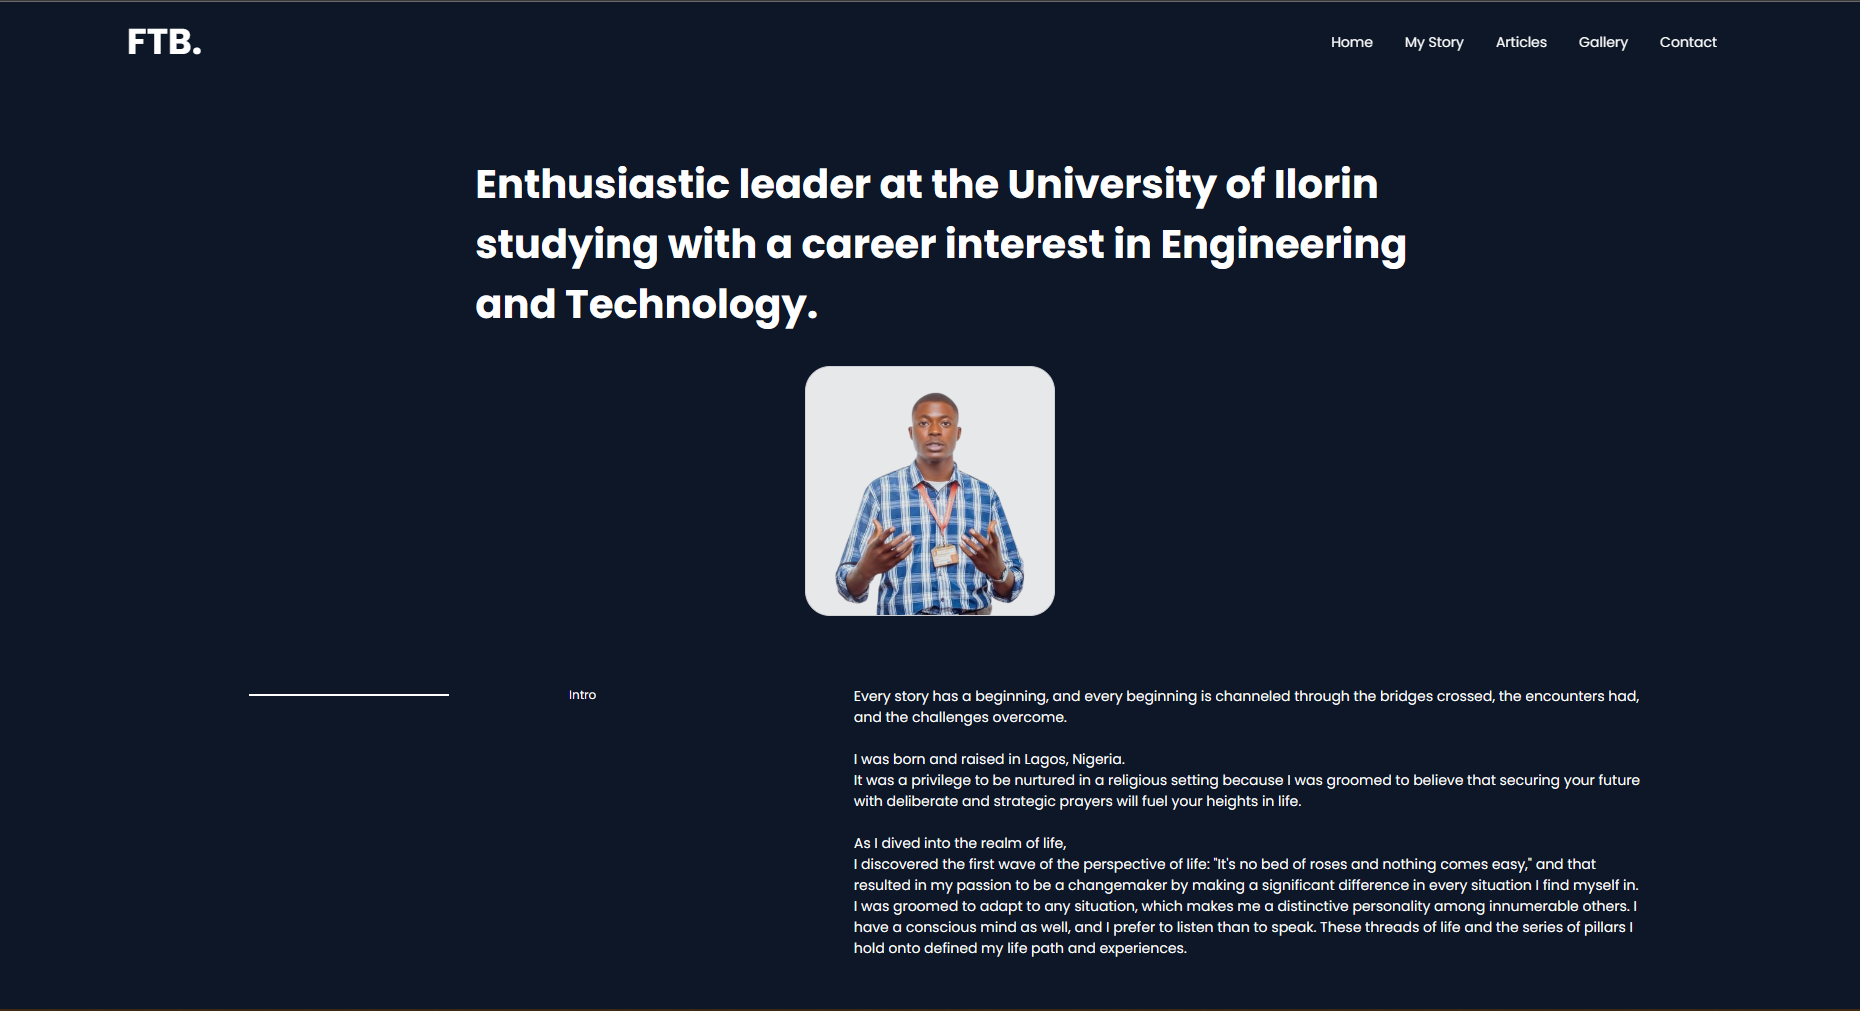 FTB.
Home My Story Articles Gallery Contact
Enthusiastic leader at the University of Ilorin
studying with a career interest in Engineering
and Technology.
Intro
Every story has a beginning, and every beginning is channeled through the bridges crossed, the encounters had,
and the challenges overcome.
I was born and raised in Lagos, Nigeria.
It was a privilege to be nurtured in a religious setting because I was groomed to believe that securing your future
with deliberate and strategic prayers will fuel your heights in life.
As I dived into the realm of life,
I discovered the first wave of the perspective of life: "It's no bed of roses and nothing comes easy," and that
resulted in my passion to be a changemaker by making a significant difference in every situation I find myself in.
I was groomed to adapt to any situation, which makes me a distinctive personality among innumerable others. I
have a conscious mind as well, and I prefer to listen than to speak. These threads of life and the series of pillars I
hold onto defined my life path and experiences.